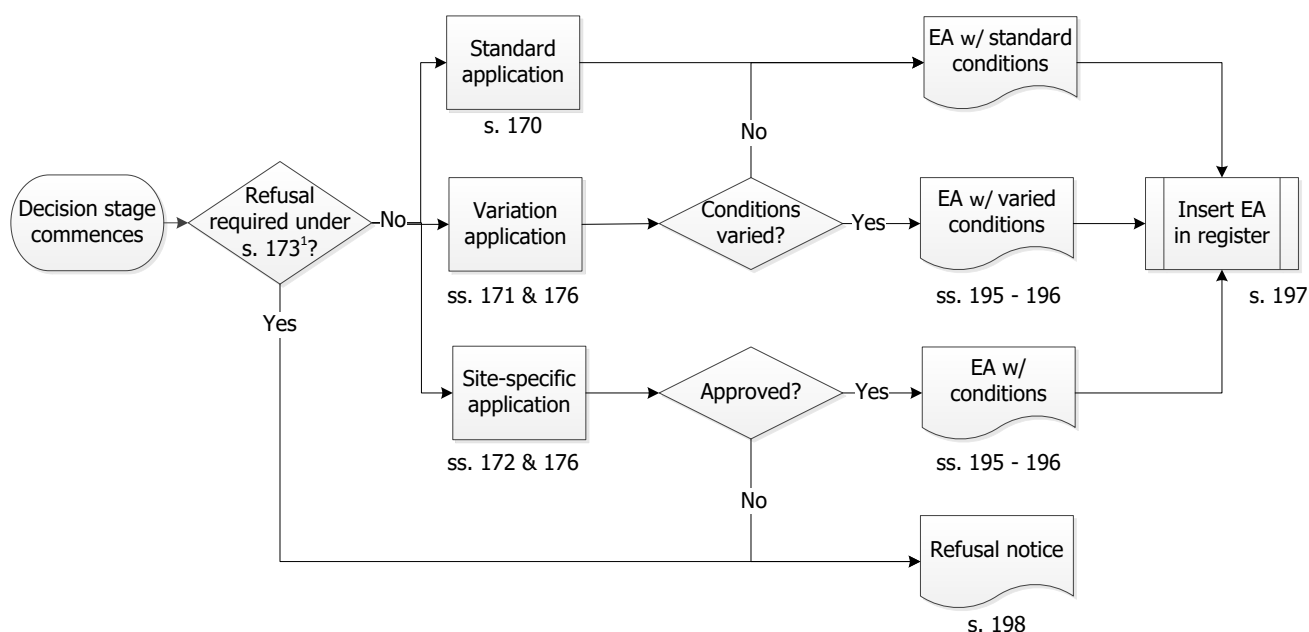 Standard
application
s. 170
EA w/ standard
conditions
No
Decision stage
commences
Refusal
required under
s. 173¹?
No
Variation
application
ss. 171 & 176
Conditions
varied?
Yes
EA w/ varied
conditions
ss. 195 - 196
Insert EA
in register
s. 197
Yes
Site-specific
application
ss. 172 & 176
Approved?
Yes
EA w/
conditions
ss. 195 - 196
No
Refusal notice
s. 198